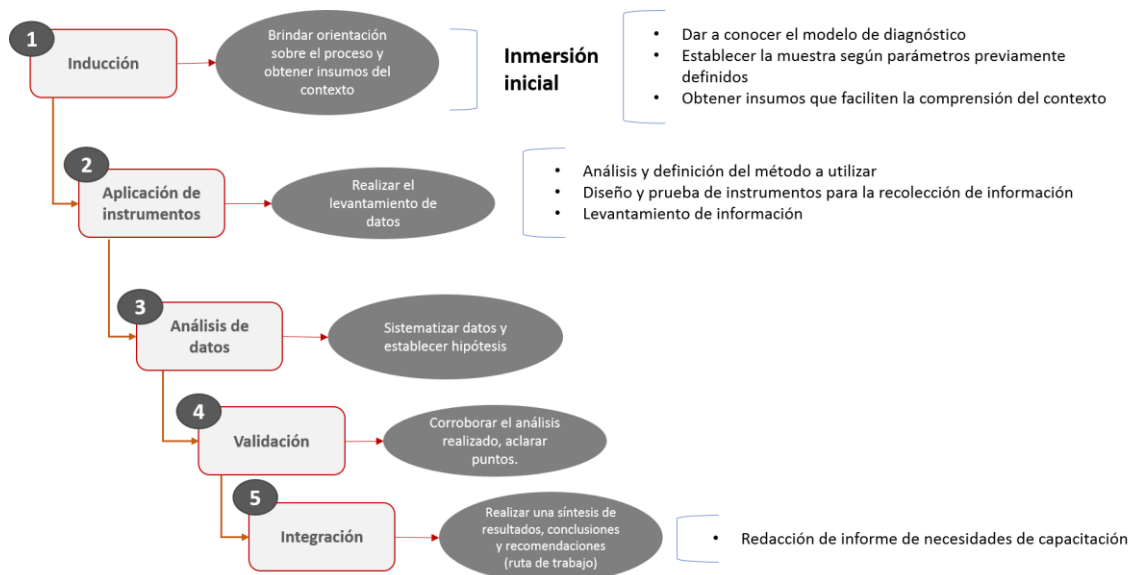 1
Inducción
Brindar orientación
sobre el proceso y
obtener insumos del
contexto
Inmersión
inicial
• Dar a conocer el modelo de diagnóstico
• Establecer la muestra según parámetros previamente
definidos
• Obtener insumos que faciliten la comprensión del contexto
2
Aplicación de
instrumentos
Realizar el
levantamiento de
datos
• Análisis y definición del método a utilizar
• Diseño y prueba de instrumentos para la recolección de información
• Levantamiento de información
3
Análisis de
datos
Sistematizar datos y
establecer hipótesis
4
Validación
Corroborar el análisis
realizado, aclarar
puntos.
5
Integración
Realizar una síntesis de
resultados, conclusiones
y recomendaciones
(ruta de trabajo)
• Redacción de informe de necesidades de capacitación